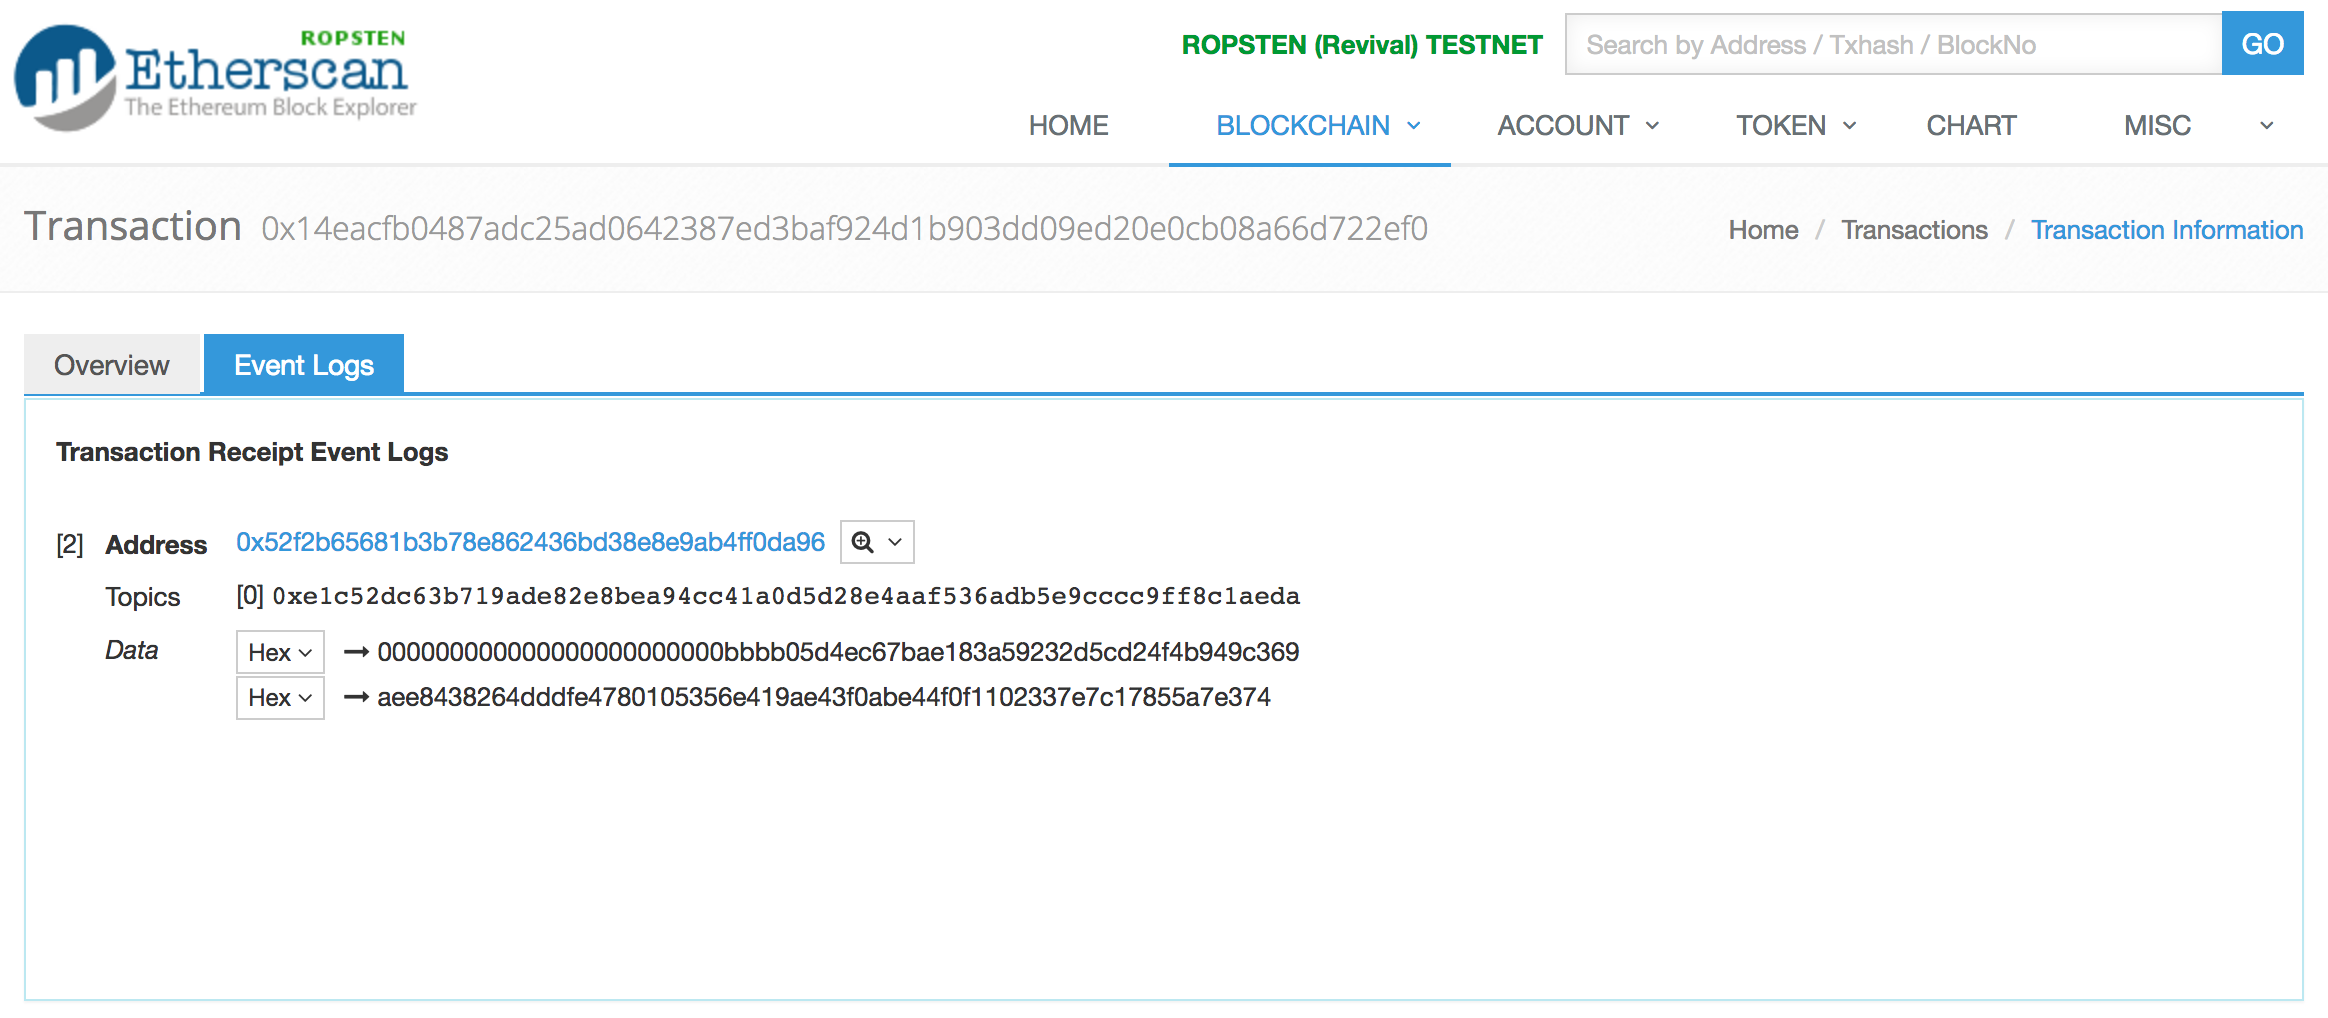 ROPSTEN
Etherscan
The Ethereum Block Explorer
ROPSTEN (Revival) TESTNET
Search by Address / Txhash / BlockNo
GO
HOME
BLOCKCHAIN
ACCOUNT
TOKEN
CHART
MISC
Transaction 0x14eacfb0487adc25ad0642387ed3baf924d1b903dd09ed20e0cb08a66d722ef0
Home / Transactions / Transaction Information
Overview
Event Logs
Transaction Receipt Event Logs
[2] Address 0x52f2b65681b3b78e862436bd38e8e9ab4ff0da96
Topics [0] 0xe1c52dc63b719ade82e8bea94cc41a0d5d28e4aaf536adb5e9cccc9ff8c1aeda
Data Hex → 000000000000000000000000bbbb05d4ec67bae183a59232d5cd24f4b949c369
Hex → aee8438264dddfe4780105356e419ae43f0abe44f0f1102337e7c17855a7e374